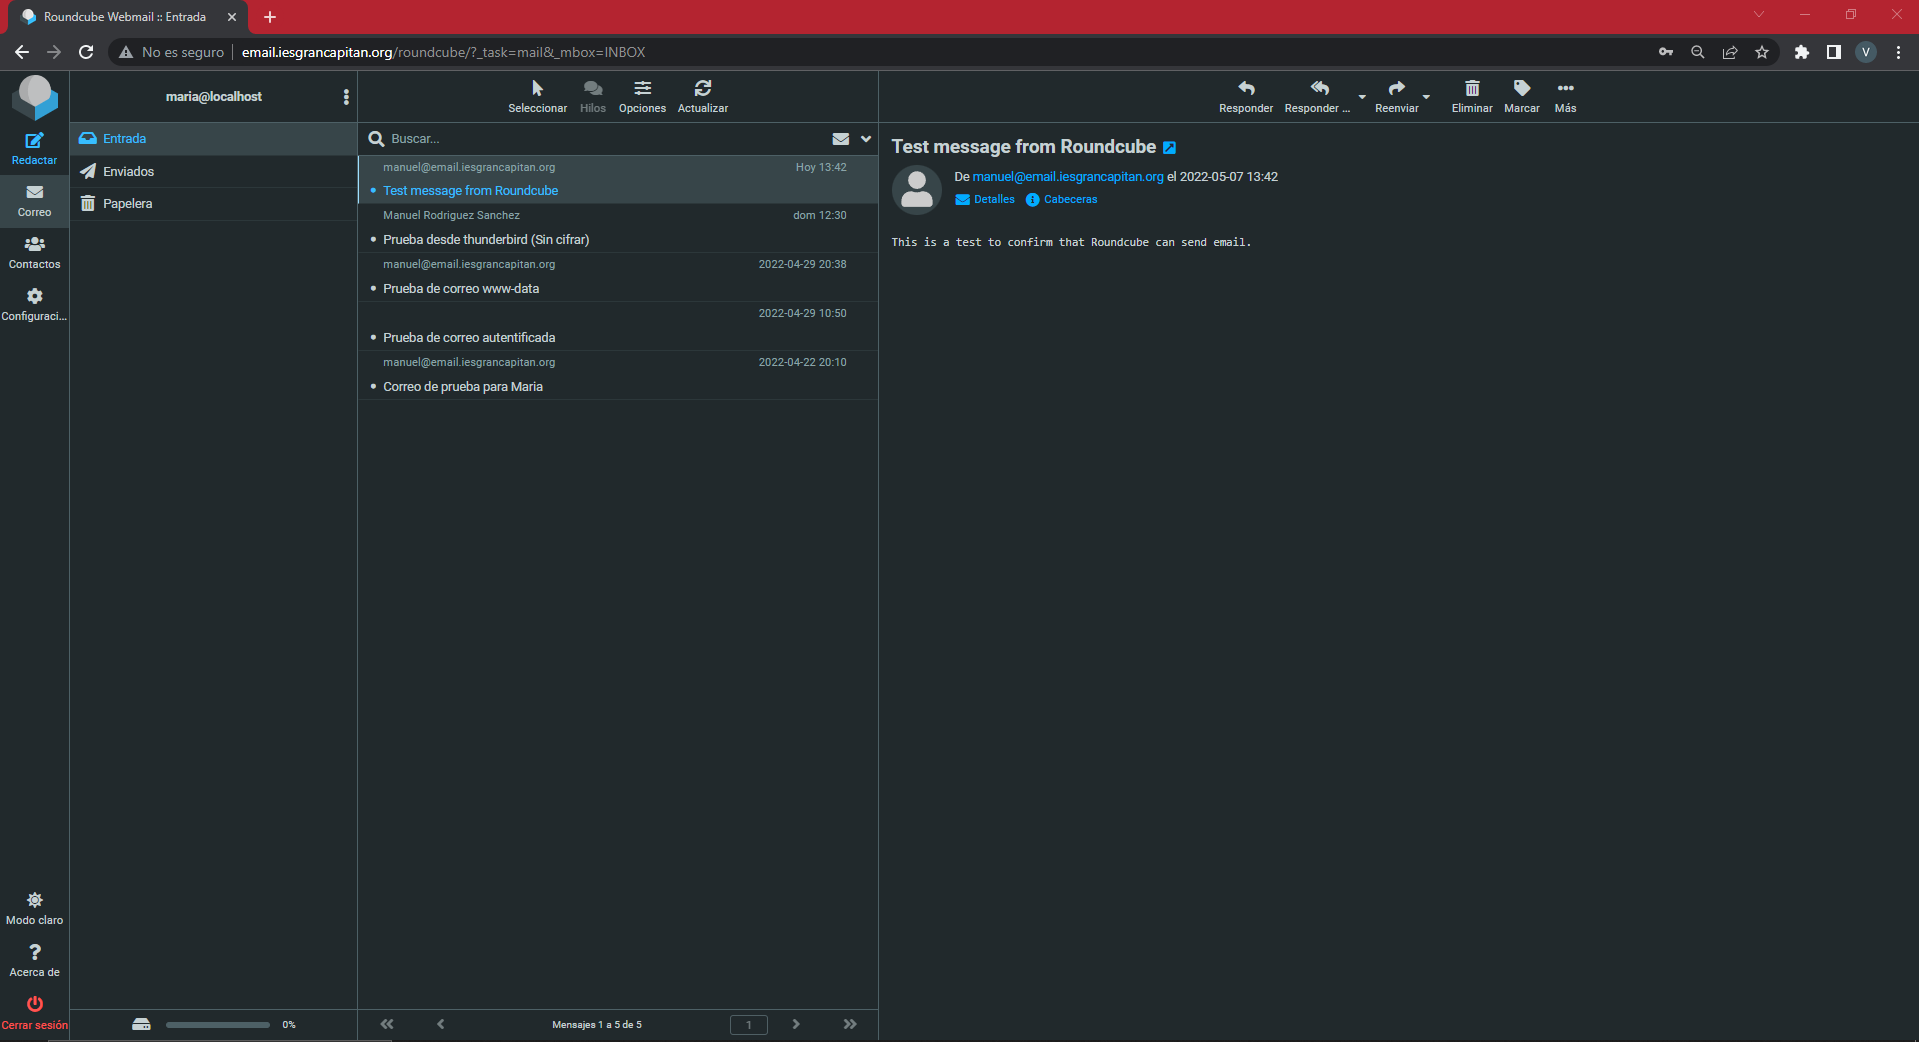 Roundcube Webmail :: Entrada
No es seguro
email.iesgrancapitan.org/roundcube/?_task=mail&_mbox=INBOX
V
Redactar
Correo
Contactos
Configuraci...
Modo claro
Acerca de
Cerrar sesión
maria@localhost
Entrada
Enviados
Papelera
0%
Seleccionar
Hilos
Opciones
Actualizar
Buscar...
manuel@email.iesgrancapitan.org Hoy 13:42
Test message from Roundcube
Manuel Rodriguez Sanchez dom 12:30
Prueba desde thunderbird (Sin cifrar)
manuel@email.iesgrancapitan.org 2022-04-29 20:38
Prueba de correo www-data
2022-04-29 10:50
Prueba de correo autentificada
manuel@email.iesgrancapitan.org 2022-04-22 20:10
Correo de prueba para Maria
Mensajes 1 a 5 de 5
1
Responder
Responder ...
Reenviar
Eliminar
Marcar
Más
Test message from Roundcube
De manuel@email.iesgrancapitan.org el 2022-05-07 13:42
Detalles
Cabeceras
This is a test to confirm that Roundcube can send email.